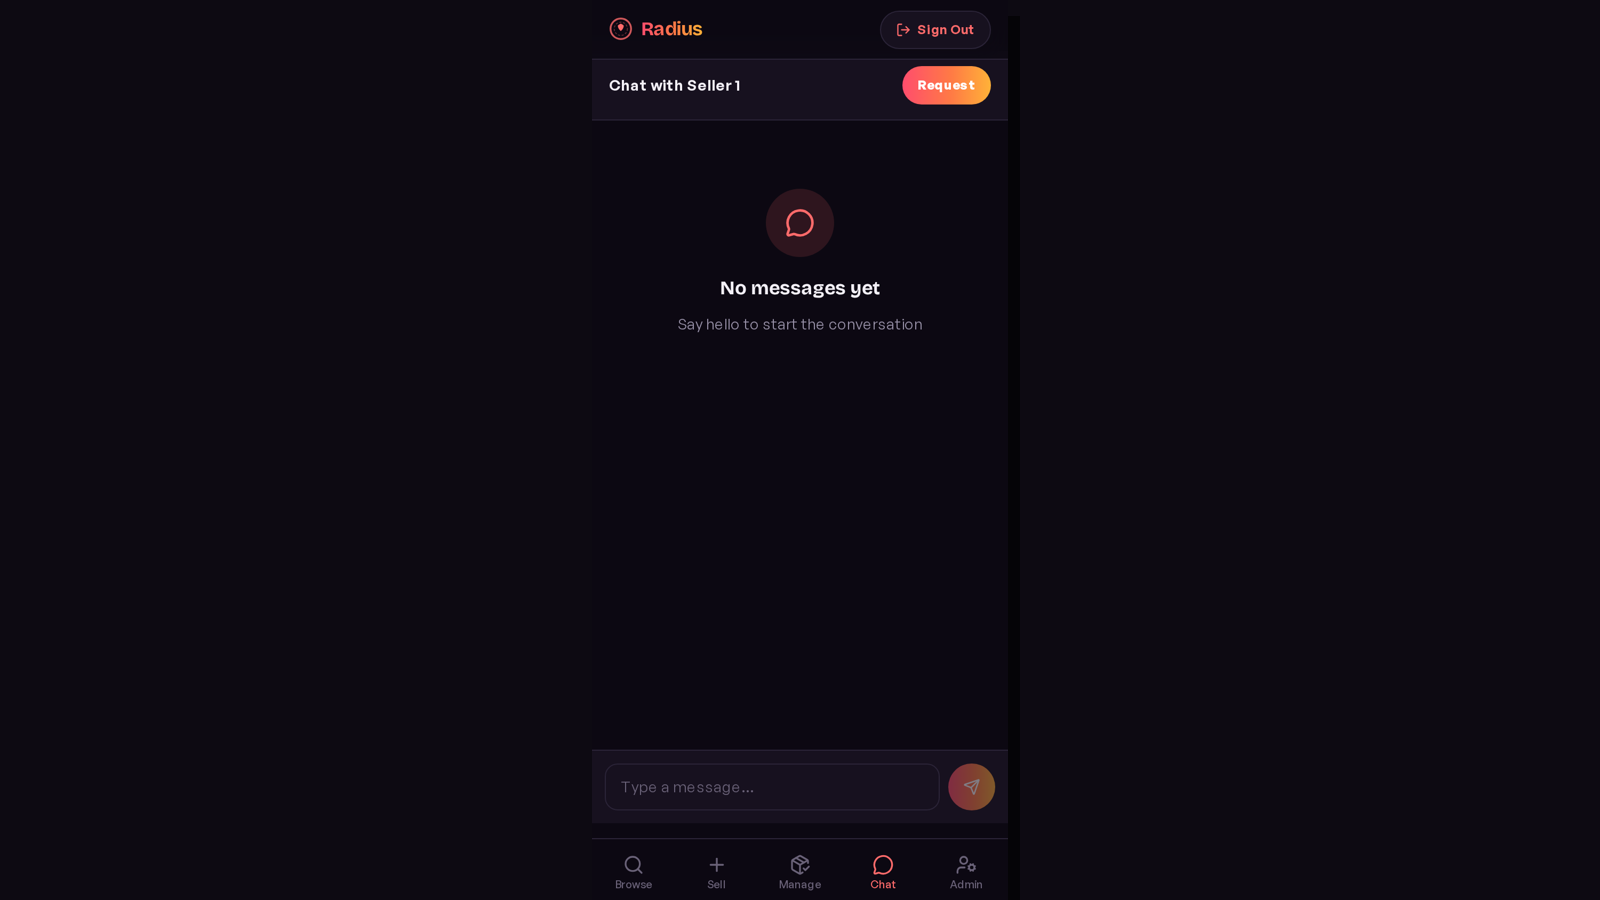 Radius
Sign Out
Chat with Seller 1
Request
No messages yet
Say hello to start the conversation
Type a message...
Browse
Sell
Manage
Chat
Admin